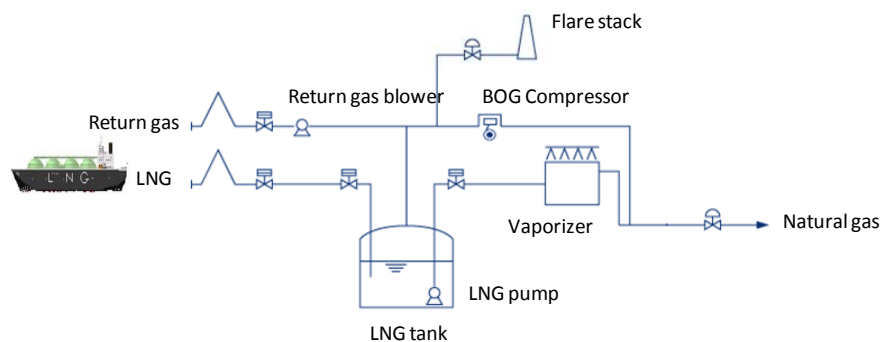 Flare stack
Return gas blower
BOG Compressor
Return gas
LNG
L N G
Vaporizer
Natural gas
LNG pump
LNG tank